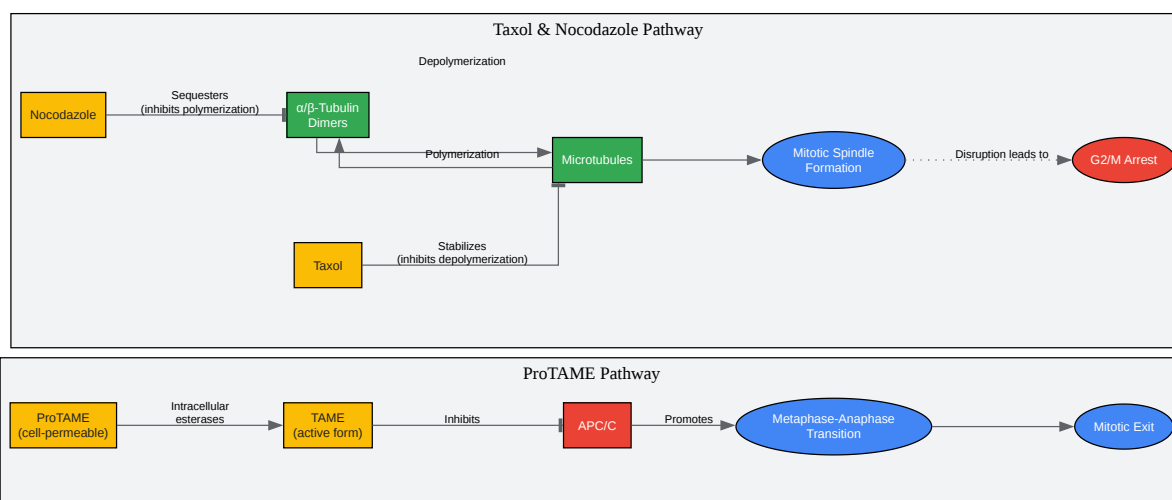 Taxol & Nocodazole Pathway
Depolymerization
Nocodazole
Sequesters
(inhibits polymerization)
α/β-Tubulin
Dimers
Polymerization
Microtubules
Mitotic Spindle
Formation
Disruption leads to
G2/M Arrest
Taxol
Stabilizes
(inhibits depolymerization)
ProTAME Pathway
ProTAME
(cell-permeable)
Intracellular
esterases
TAME
(active form)
Inhibits
APC/C
Promotes
Metaphase-Anaphase
Transition
Mitotic Exit